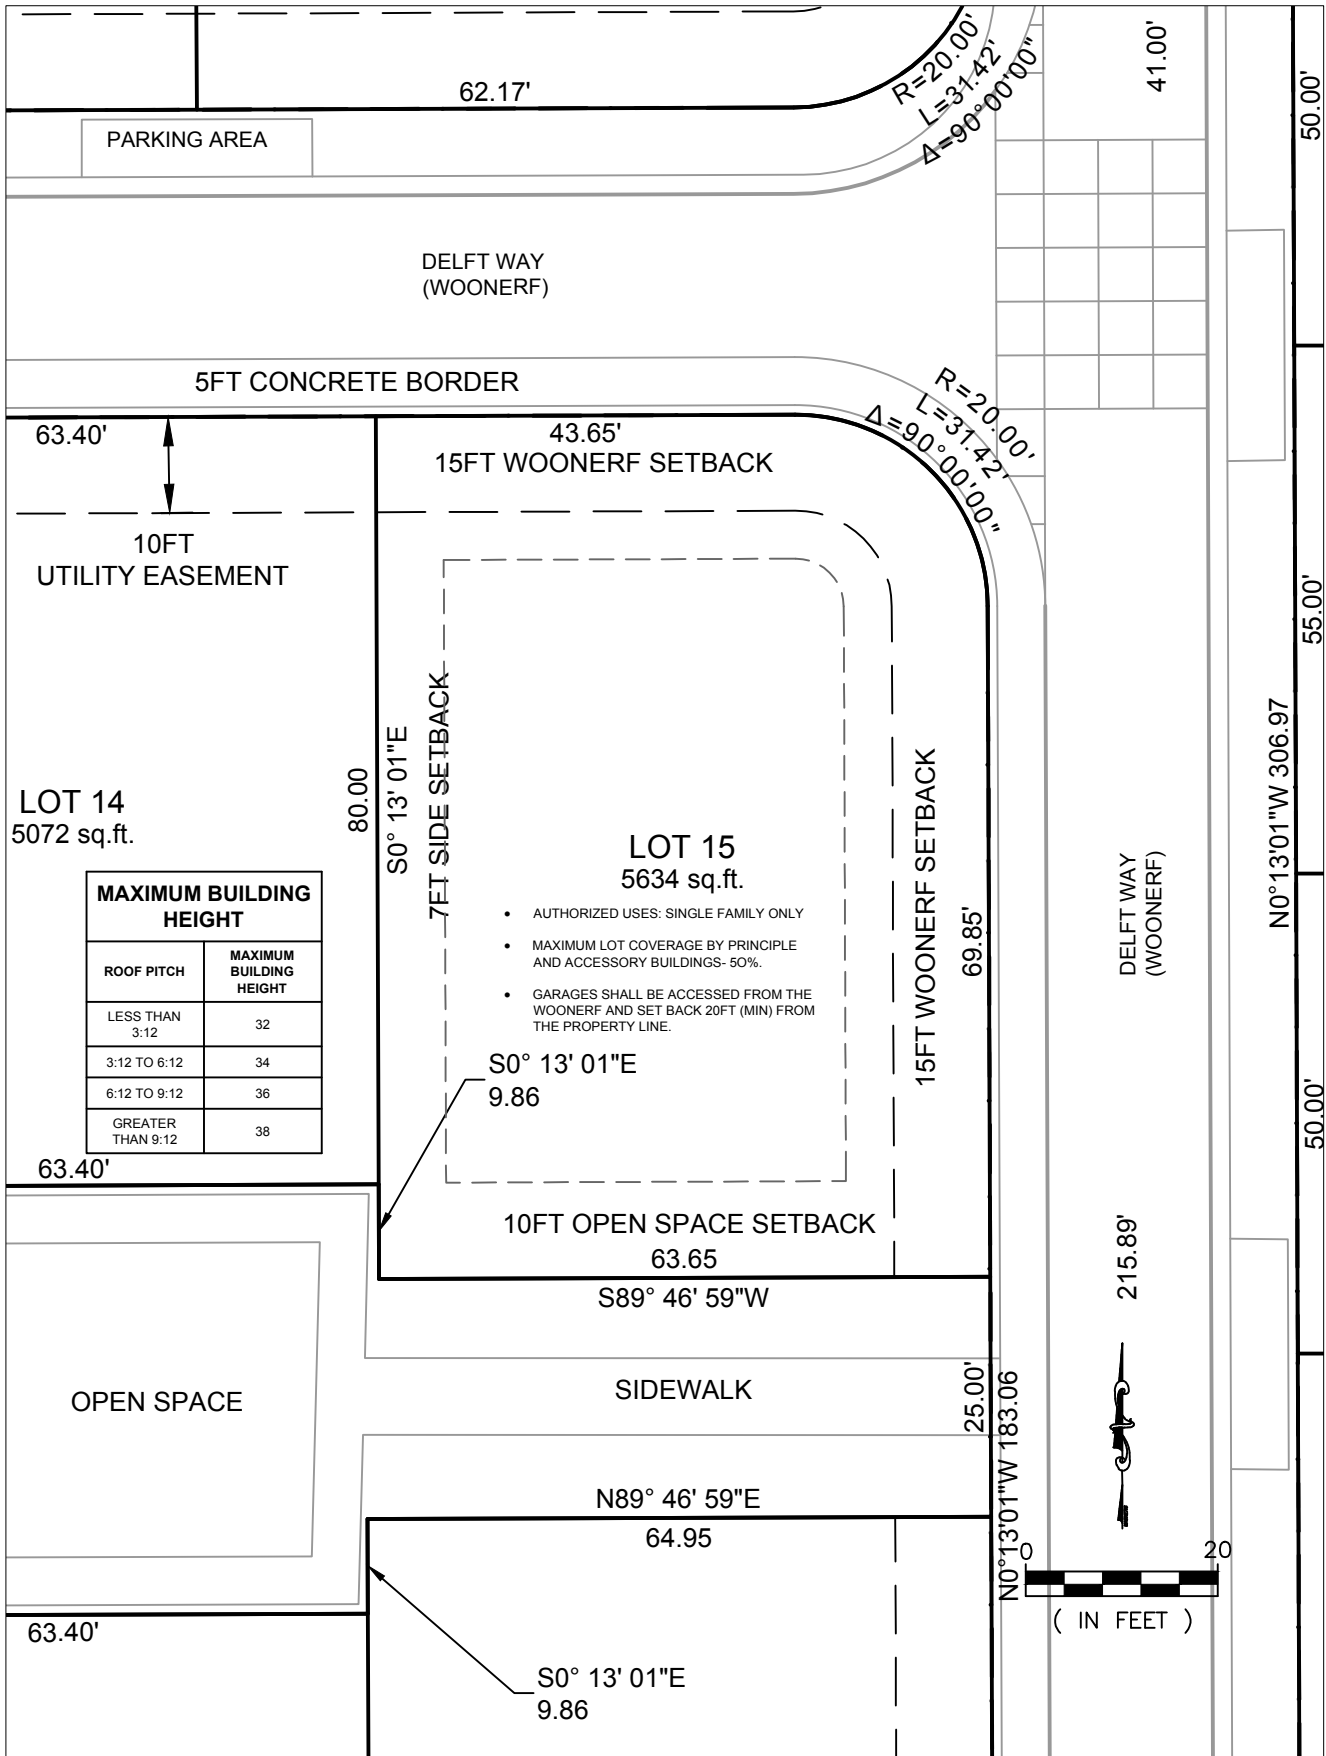 62.17'
R=20.00'
L=31.42'
Δ=90°00'00"
41.00'
50.00'
PARKING AREA
DELFT WAY
(WOONERF)
5FT CONCRETE BORDER
R=20.00'
L=31.42'
Δ=90°00'00"
63.40'
43.65'
15FT WOONERF SETBACK
10FT
UTILITY EASEMENT
55.00'
LOT 14
5072 sq.ft.
80.00
S0° 13' 01"E
7FT SIDE SETBACK
LOT 15
5634 sq.ft.
• AUTHORIZED USES: SINGLE FAMILY ONLY
• MAXIMUM LOT COVERAGE BY PRINCIPLE
AND ACCESSORY BUILDINGS- 50%.
• GARAGES SHALL BE ACCESSED FROM THE
WOONERF AND SET BACK 20FT (MIN) FROM
THE PROPERTY LINE.
15FT WOONERF SETBACK
69.85'
DELFT WAY
(WOONERF)
N0°13'01"W 306.97
MAXIMUM BUILDING
HEIGHT
ROOF PITCH
MAXIMUM
BUILDING
HEIGHT
LESS THAN
3:12
32
3:12 TO 6:12
34
6:12 TO 9:12
36
GREATER
THAN 9:12
38
S0° 13' 01"E
9.86
50.00'
63.40'
10FT OPEN SPACE SETBACK
63.65
S89° 46' 59"W
215.89'
OPEN SPACE
SIDEWALK
25.00'
N0°13'01"W 183.06
N89° 46' 59"E
64.95
0
20
( IN FEET )
63.40'
S0° 13' 01"E
9.86